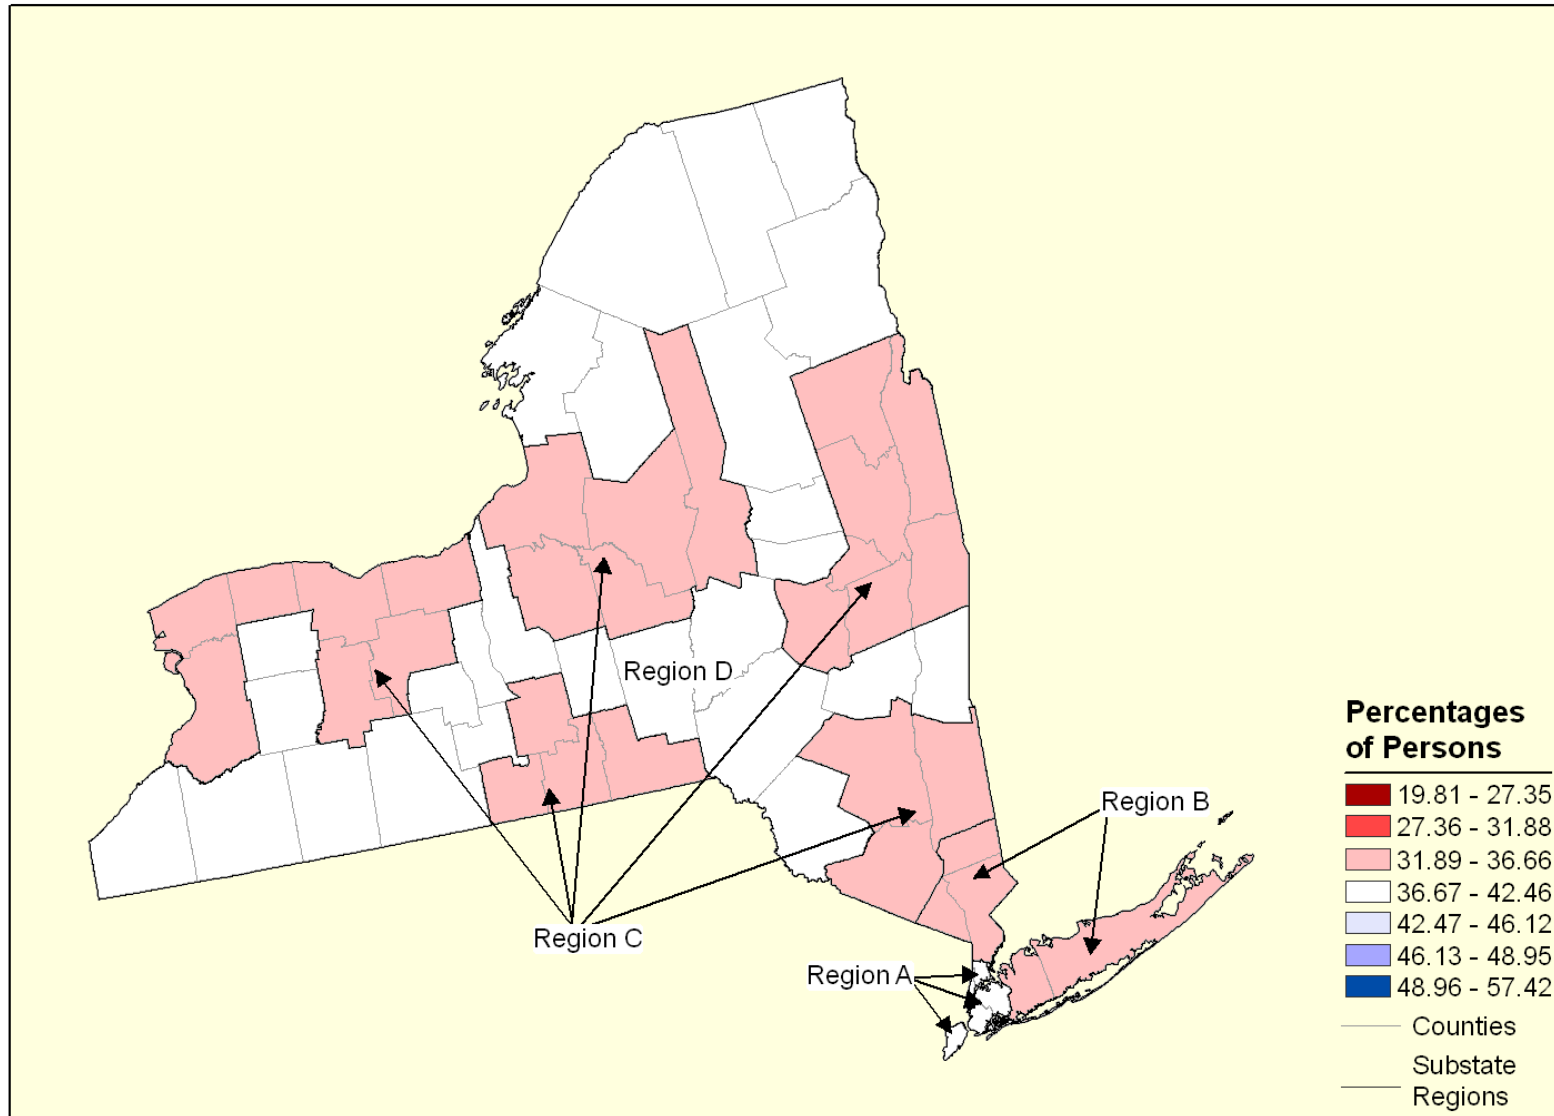 Region D
Region B
Region C
Region A
Percentages
of Persons
19.81 - 27.35
27.36 - 31.88
31.89 - 36.66
36.67 - 42.46
42.47 - 46.12
46.13 - 48.95
48.96 - 57.42
Counties
Substate
Regions